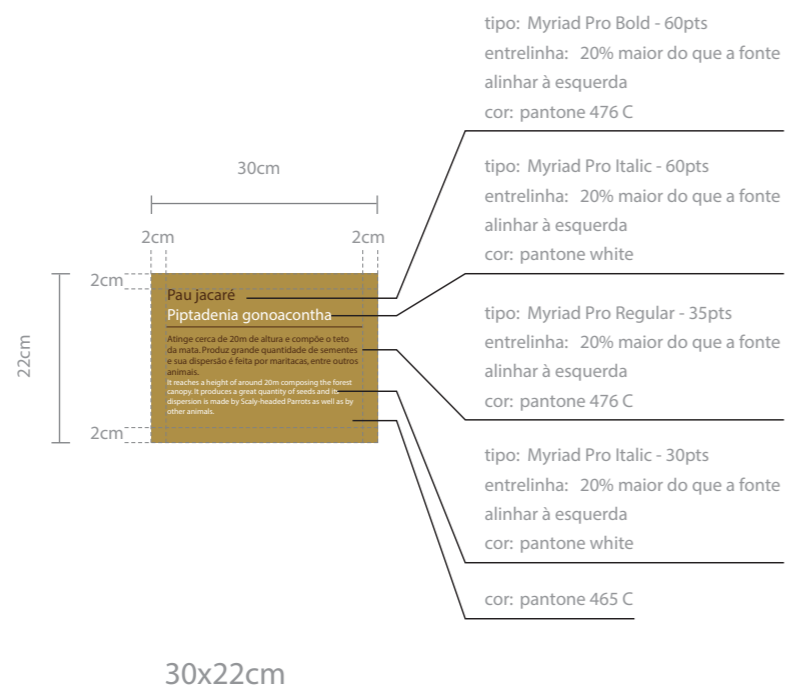 tipo: Myriad Pro Bold - 60pts
entrelinha: 20% maior do que a fonte
alinhar à esquerda
cor: pantone 476 C
30cm
2cm
2cm
tipo: Myriad Pro Italic - 60pts
entrelinha: 20% maior do que a fonte
alinhar à esquerda
cor: pantone white
2cm
22cm
2cm
Pau jacaré
Piptadenia gonoacontha
Atinge cerca de 20m de altura e compõe o teto
da mata. Produz grande quantidade de sementes
e sua dispersão é feita por maritacas, entre outros
animais.
It reaches a height of around 20m composing the forest
canopy. It produces a great quantity of seeds and its
dispersion is made by Scaly-headed Parrots as well as by
other animals.
tipo: Myriad Pro Regular - 35pts
entrelinha: 20% maior do que a fonte
alinhar à esquerda
cor: pantone 476 C
tipo: Myriad Pro Italic - 30pts
entrelinha: 20% maior do que a fonte
alinhar à esquerda
cor: pantone white
cor: pantone 465 C
30x22cm